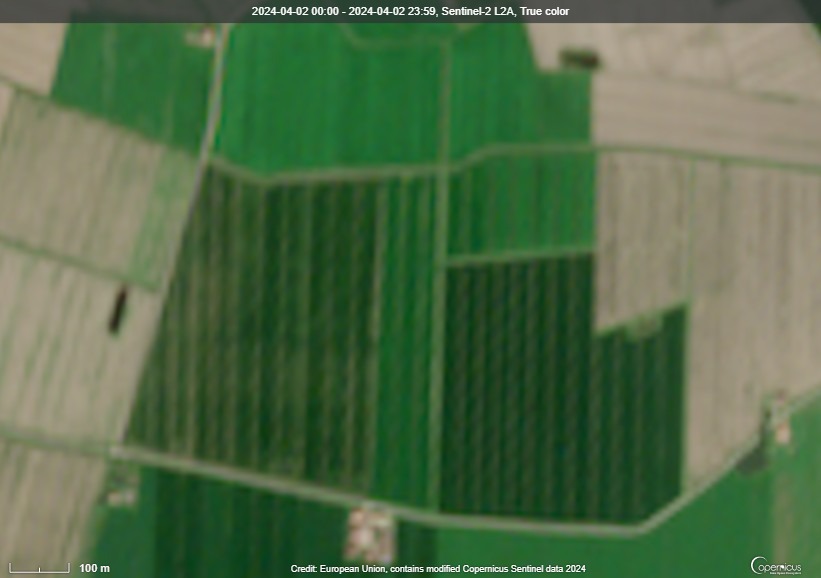 2024-04-02 00:00 - 2024-04-02 23:59, Sentinel-2 L2A, True color
100 m
Credit: European Union, contains modified Copernicus Sentinel data 2024
opernicus